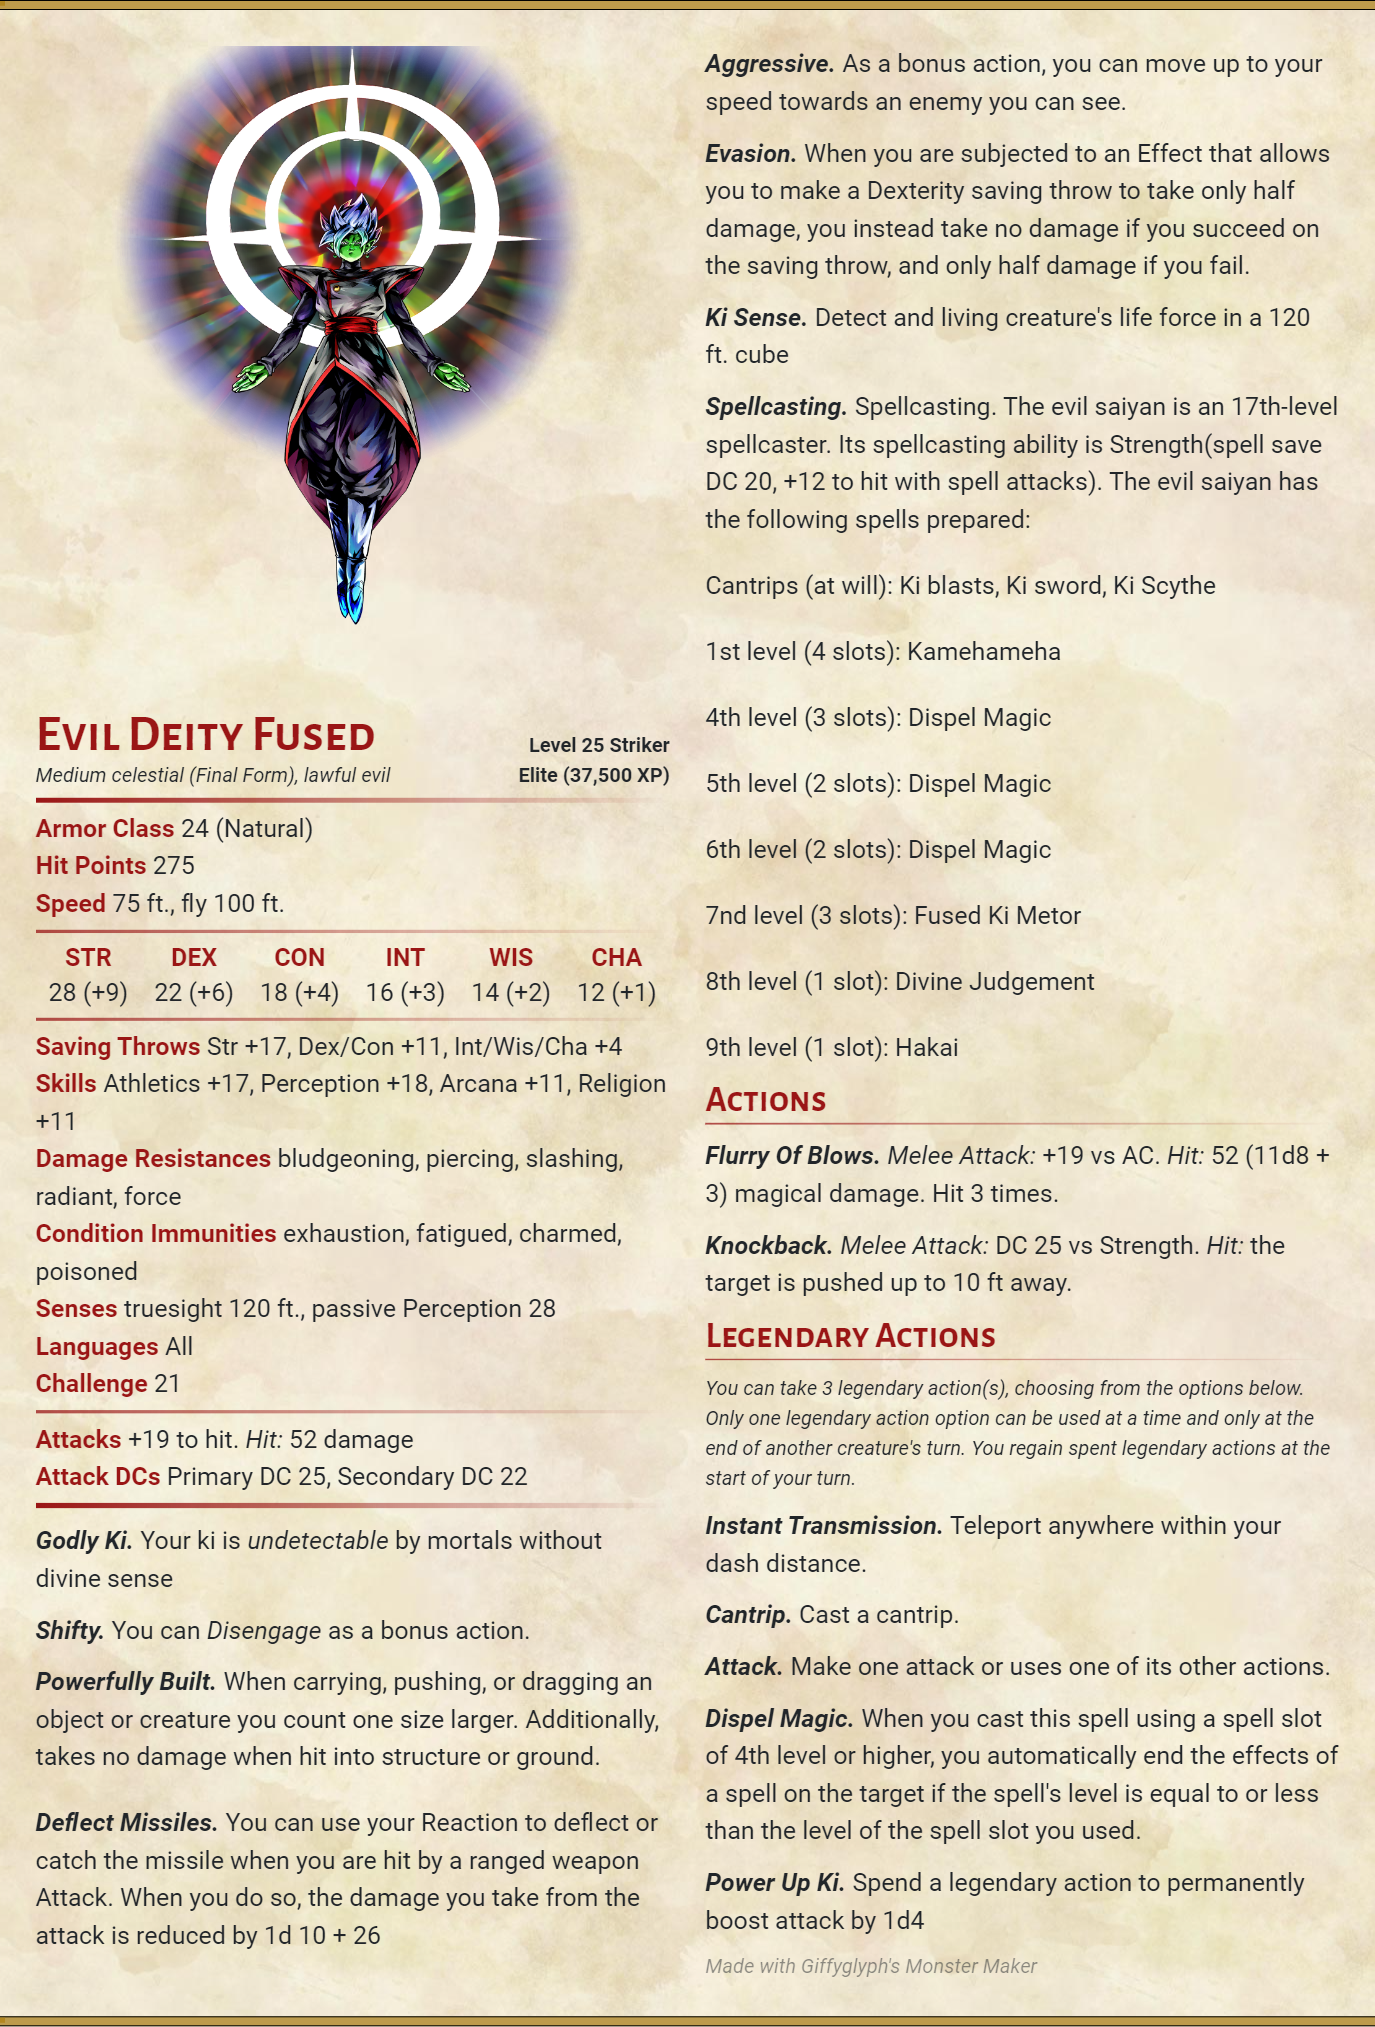 Evil Deity Fused
Medium celestial (Final Form), lawful evil
Level 25 Striker
Elite (37,500 XP)
Armor Class 24 (Natural)
Hit Points 275
Speed 75 ft., fly 100 ft.
STR DEX CON INT WIS CHA
28 (+9) 22 (+6) 18 (+4) 16 (+3) 14 (+2) 12 (+1)
Saving Throws Str +17, Dex/Con +11, Int/Wis/Cha +4
Skills Athletics +17, Perception +18, Arcana +11, Religion
+11
Damage Resistances bludgeoning, piercing, slashing,
radiant, force
Condition Immunities exhaustion, fatigued, charmed,
poisoned
Senses truesight 120 ft., passive Perception 28
Languages All
Challenge 21
Attacks +19 to hit. Hit: 52 damage
Attack DCs Primary DC 25, Secondary DC 22
Godly Ki. Your ki is undetectable by mortals without
divine sense
Shifty. You can Disengage as a bonus action.
Powerfully Built. When carrying, pushing, or dragging an
object or creature you count one size larger. Additionally,
takes no damage when hit into structure or ground.
Deflect Missiles. You can use your Reaction to deflect or
catch the missile when you are hit by a ranged weapon
Attack. When you do so, the damage you take from the
attack is reduced by 1d 10 + 26
Aggressive. As a bonus action, you can move up to your
speed towards an enemy you can see.
Evasion. When you are subjected to an Effect that allows
you to make a Dexterity saving throw to take only half
damage, you instead take no damage if you succeed on
the saving throw, and only half damage if you fail.
Ki Sense. Detect and living creature's life force in a 120
ft. cube
Spellcasting. Spellcasting. The evil saiyan is an 17th-level
spellcaster. Its spellcasting ability is Strength(spell save
DC 20, +12 to hit with spell attacks). The evil saiyan has
the following spells prepared:
Cantrips (at will): Ki blasts, Ki sword, Ki Scythe
1st level (4 slots): Kamehameha
4th level (3 slots): Dispel Magic
5th level (2 slots): Dispel Magic
6th level (2 slots): Dispel Magic
7nd level (3 slots): Fused Ki Metor
8th level (1 slot): Divine Judgement
9th level (1 slot): Hakai
Actions
Flurry Of Blows. Melee Attack: +19 vs AC. Hit: 52 (11d8 +
3) magical damage. Hit 3 times.
Knockback. Melee Attack: DC 25 vs Strength. Hit: the
target is pushed up to 10 ft away.
Legendary Actions
You can take 3 legendary action(s), choosing from the options below.
Only one legendary action option can be used at a time and only at the
end of another creature's turn. You regain spent legendary actions at the
start of your turn.
Instant Transmission. Teleport anywhere within your
dash distance.
Cantrip. Cast a cantrip.
Attack. Make one attack or uses one of its other actions.
Dispel Magic. When you cast this spell using a spell slot
of 4th level or higher, you automatically end the effects of
a spell on the target if the spell's level is equal to or less
than the level of the spell slot you used.
Power Up Ki. Spend a legendary action to permanently
boost attack by 1d4
Made with Giffyglyph's Monster Maker